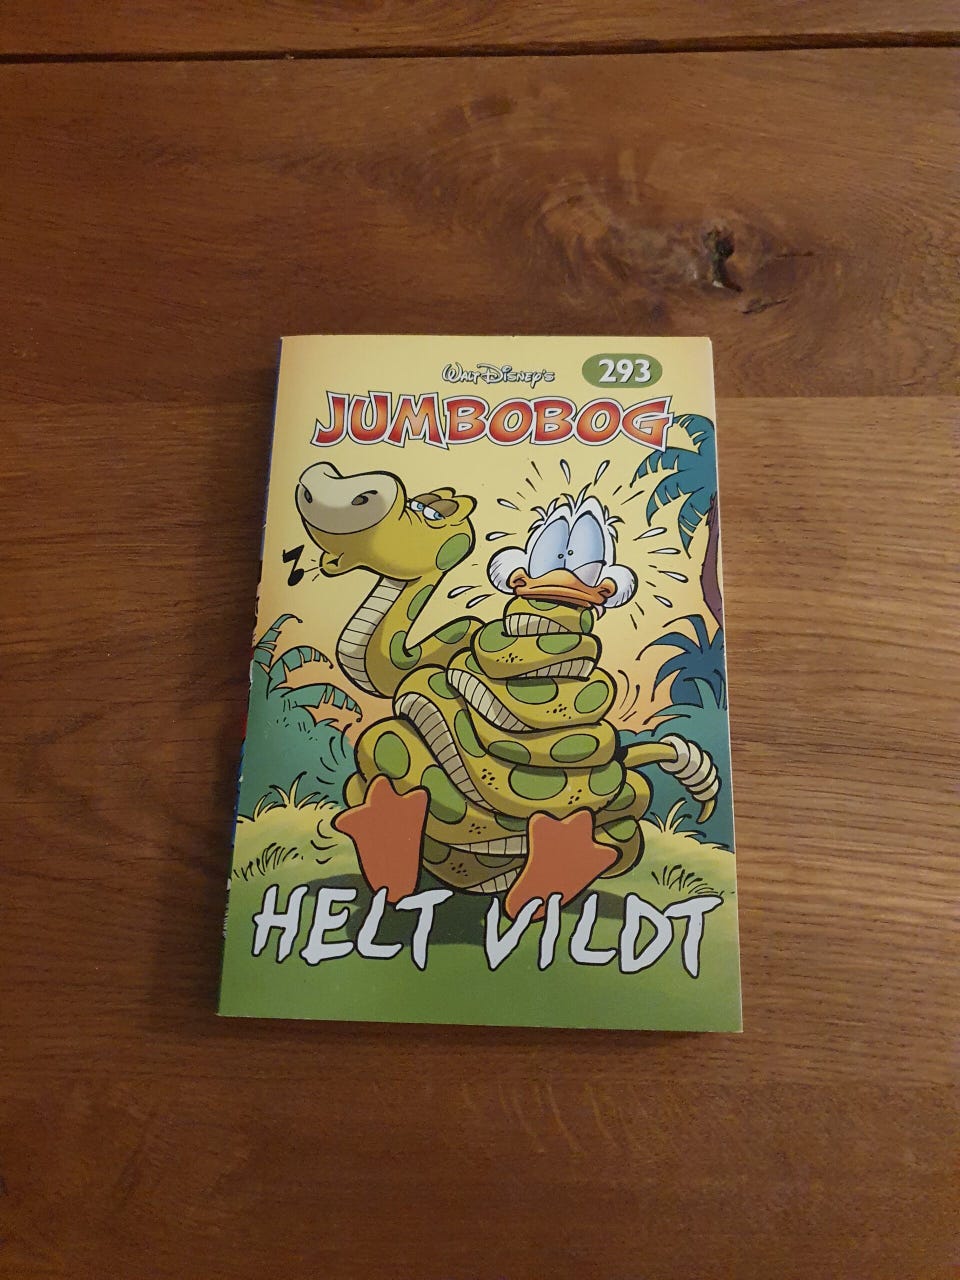 WALT DISNEY'S
293
JUMBOBOG
HELT VILDT